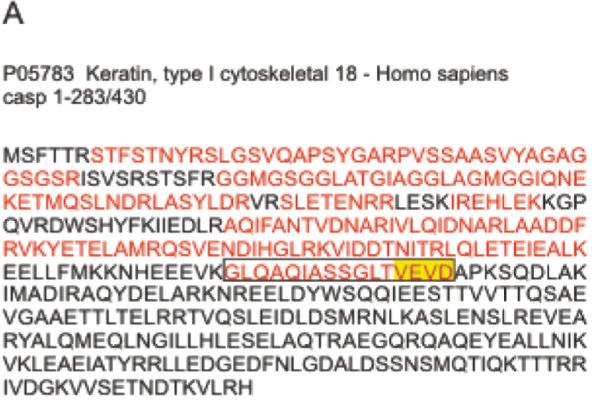 A
P05783 Keratin, type I cytoskeletal 18 - Homo sapiens
casp 1-283/430
MSFTTRSTFSTNYRSLGSVQAPSYGARPVSSAASVYAGAG
GSGSRISVSRSTSFRGGMGSGGLATGIAGGLAGMGGIQNE
KETMQSLNDRLASYLDRVRSLETENRRLESKIREHLEKKGP
QVRDWSHYFKIIEDLRAQIFANTVDNARIVLQIDNARLAADDF
RVKYETELAMRQSVENDIHGLRKVIDDTNITRLQLETEIEALK
EELLFMKKNHEEEVKGLQAQIASSGLTVEVDAPKSQDLAK
IMADIRAQYDELARKNREELDYWSQQIEESTTVVTTQSAE
VGAAETTLTELRRTVQSLEIDLDSMRNLKASLENSLREVEA
RYALQMEQLNGILLHLESELAQTRAEGQRQAQEYEALLNIK
VKLEAEIATYRRLLEDGEDFNLGDALDSSNSMQTIQKTTTRR
IVDGKVVSETNDTKVLRH